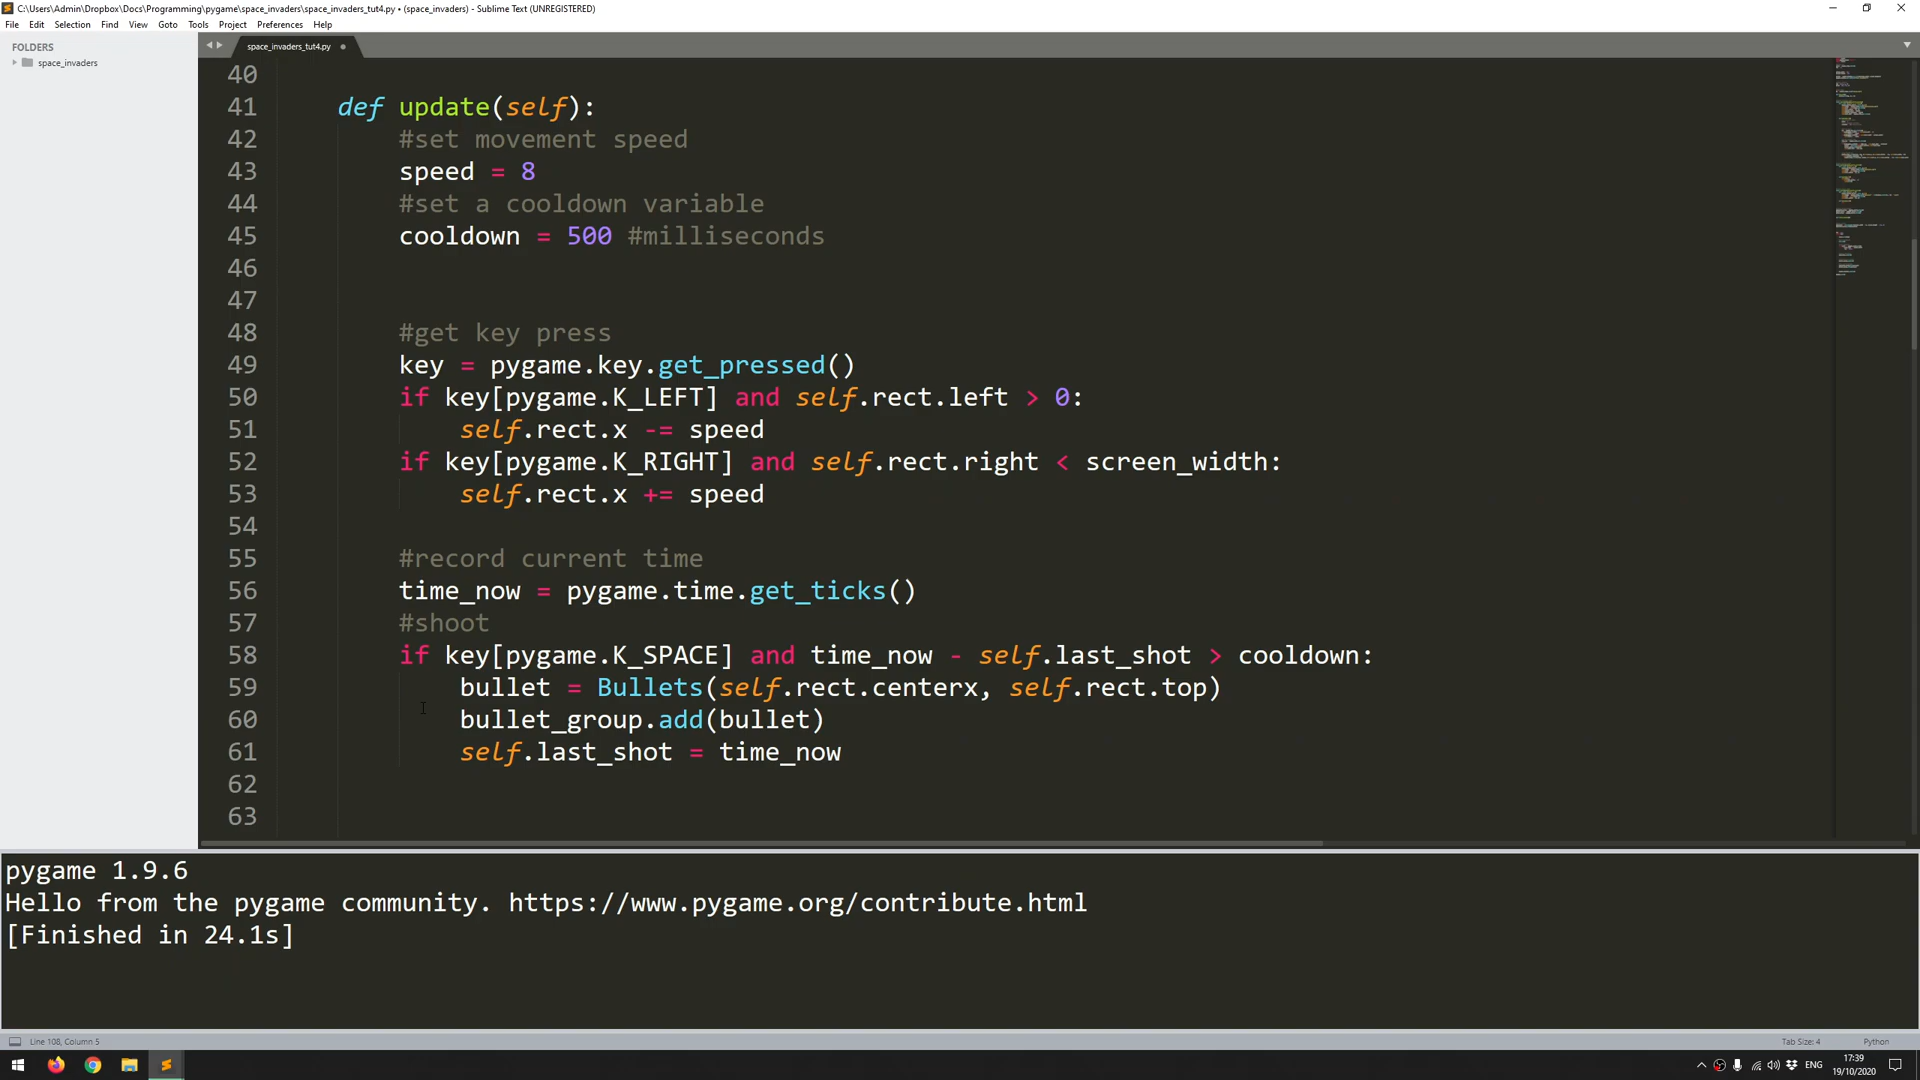 C:\Users\Admin\Dropbox\Docs\Programming\pygame\space_invaders\space_invaders_tut4.py • (space_invaders) - Sublime Text (UNREGISTERED)
File Edit Selection Find View Goto Tools Project Preferences Help
FOLDERS
space_invaders
space_invaders_tut4.py
40
41 def update(self):
42 #set movement speed
43 speed = 8
44 #set a cooldown variable
45 cooldown = 500 #milliseconds
46
47
48 #get key press
49 key = pygame.key.get_pressed()
50 if key[pygame.K_LEFT] and self.rect.left > 0:
51 self.rect.x -= speed
52 if key[pygame.K_RIGHT] and self.rect.right < screen_width:
53 self.rect.x += speed
54
55 #record current time
56 time_now = pygame.time.get_ticks()
57 #shoot
58 if key[pygame.K_SPACE] and time_now - self.last_shot > cooldown:
59 bullet = Bullets(self.rect.centerx, self.rect.top)
60 bullet_group.add(bullet)
61 self.last_shot = time_now
62
63
pygame 1.9.6
Hello from the pygame community. https://www.pygame.org/contribute.html
[Finished in 24.1s]
Line 108, Column 5
Tab Size: 4
Python
ENG
17:39
19/10/2020